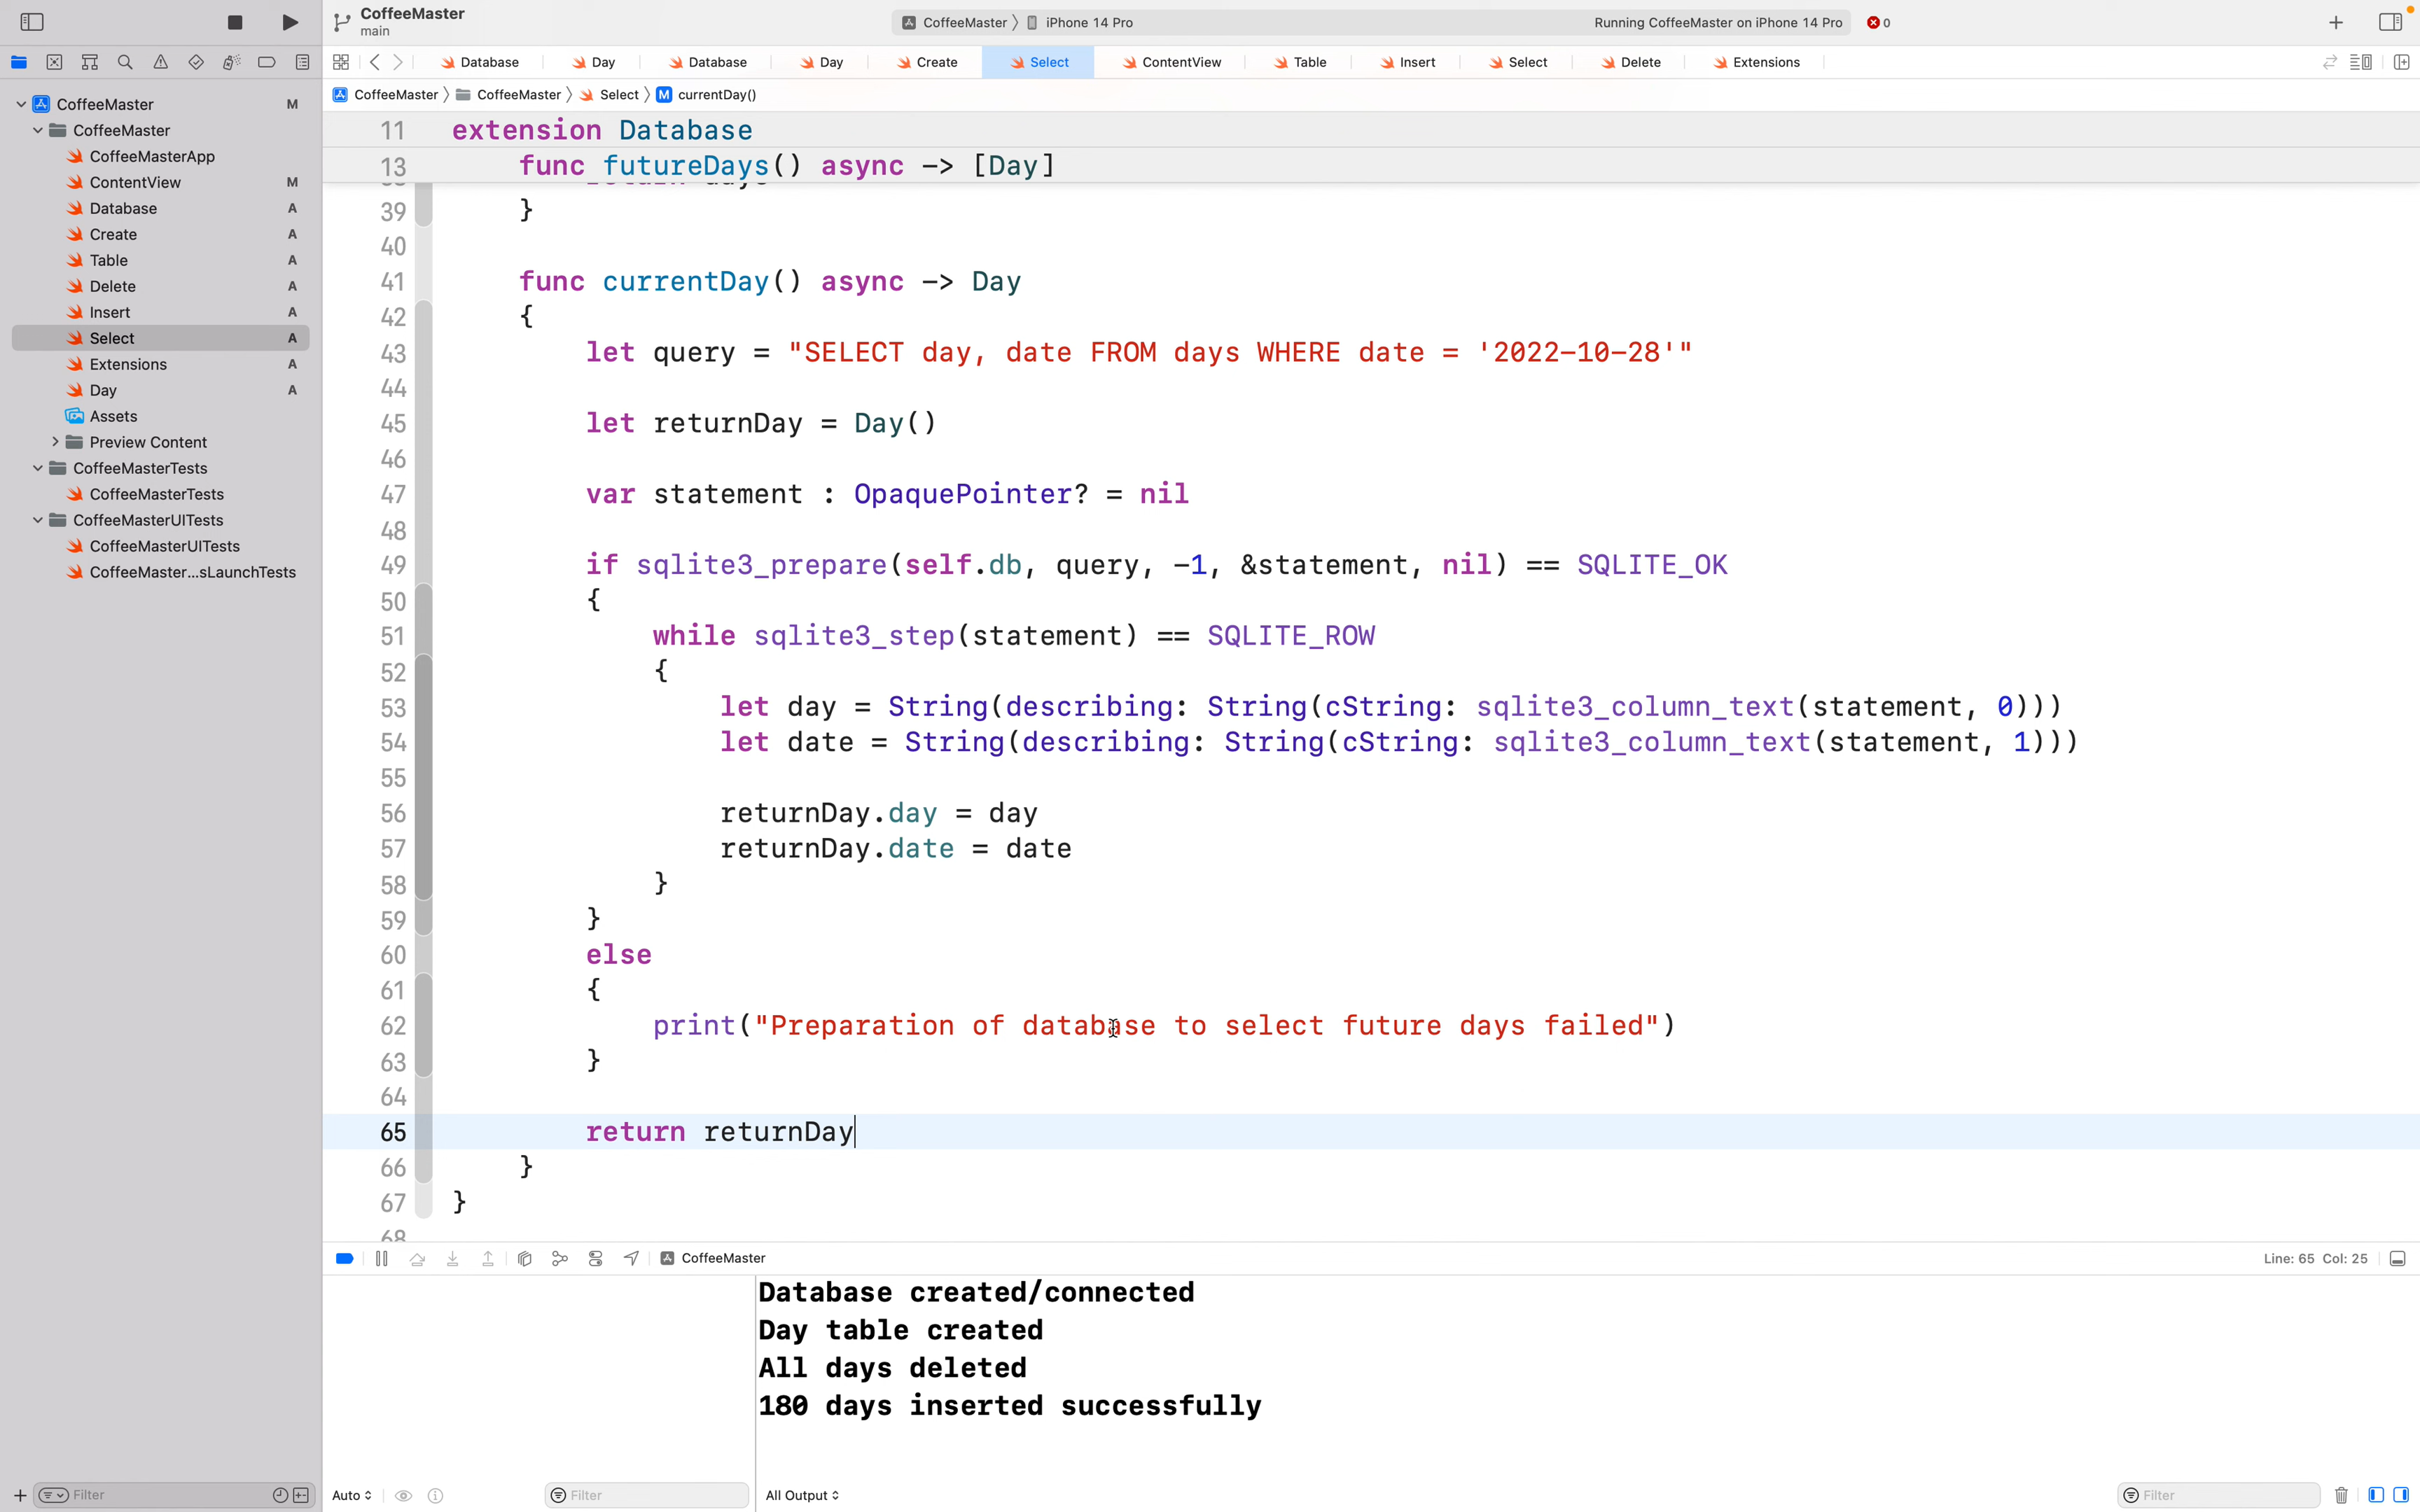 CoffeeMaster
main
CoffeeMaster
iPhone 14 Pro
Running CoffeeMaster on iPhone 14 Pro
0
Database
Day
Database
Day
Create
Select
ContentView
Table
Insert
Select
Delete
Extensions
CoffeeMaster
CoffeeMaster
Select
M currentDay()
CoffeeMaster M
CoffeeMaster
CoffeeMasterApp
ContentView M
Database A
Create A
Table A
Delete A
Insert A
Select A
Extensions A
Day A
Assets
Preview Content
CoffeeMasterTests
CoffeeMasterTests
CoffeeMasterUITests
CoffeeMasterUITests
CoffeeMaster...sLaunchTests
11 extension Database
13 func futureDays() async -> [Day]
39 }
40
41 func currentDay() async -> Day
42 {
43 let query = "SELECT day, date FROM days WHERE date = '2022-10-28'"
44
45 let returnDay = Day()
46
47 var statement : OpaquePointer? = nil
48
49 if sqlite3_prepare(self.db, query, -1, &statement, nil) == SQLITE_OK
50 {
51 while sqlite3_step(statement) == SQLITE_ROW
52 {
53 let day = String(describing: String(cString: sqlite3_column_text(statement, 0)))
54 let date = String(describing: String(cString: sqlite3_column_text(statement, 1)))
55
56 returnDay.day = day
57 returnDay.date = date
58 }
59 }
60 else
61 {
62 print("Preparation of database to select future days failed")
63 }
64
65 return returnDay
66 }
67 }
68
CoffeeMaster
Line: 65 Col: 25
Database created/connected
Day table created
All days deleted
180 days inserted successfully
Filter
Auto
Filter
All Output
Filter